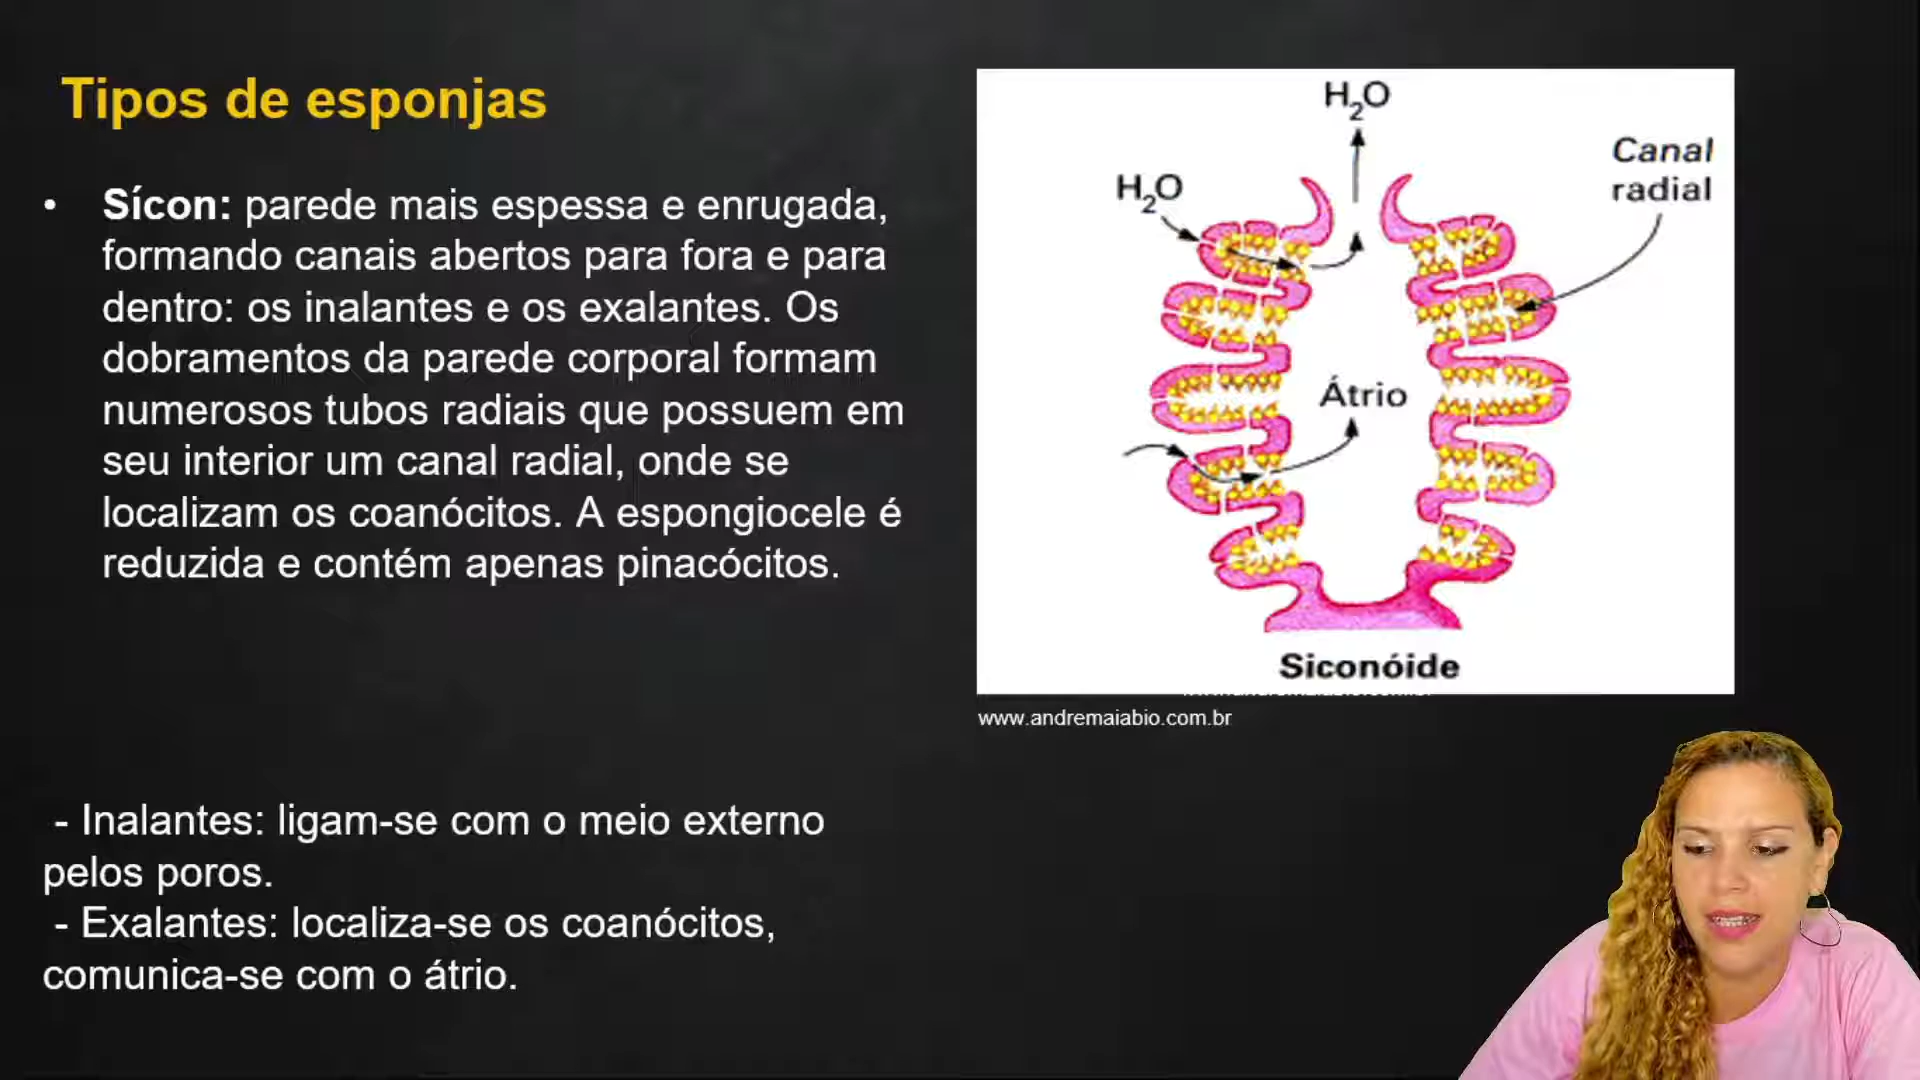 Tipos de esponjas
• Sícon: parede mais espessa e enrugada,
formando canais abertos para fora e para
dentro: os inalantes e os exalantes. Os
dobramentos da parede corporal formam
numerosos tubos radiais que possuem em
seu interior um canal radial, onde se
localizam os coanócitos. A espongiocele é
reduzida e contém apenas pinacócitos.
- Inalantes: ligam-se com o meio externo
pelos poros.
- Exalantes: localiza-se os coanócitos,
comunica-se com o átrio.
H₂O
Canal
radial
H₂O
Átrio
Siconóide
www.andremaiabio.com.br